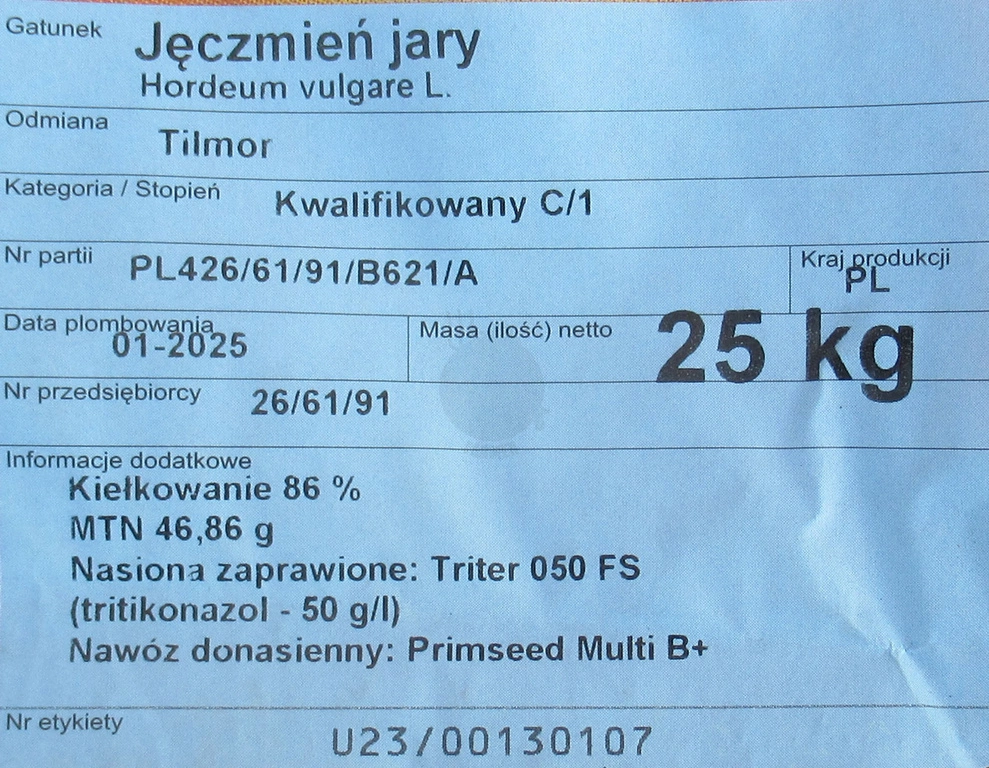 Gatunek Jęczmień jary
Hordeum vulgare L.
Odmiana
Tilmor
Kategoria / Stopień Kwalifikowany C/1
Nr partii PL426/61/91/B621/A Kraj produkcji
PL
Data plombowania Masa (ilość) netto 25 kg
01-2025
Nr przedsiębiorcy 26/61/91
Informacje dodatkowe
Kiełkowanie 86 %
MTN 46,86 g
Nasiona zaprawione: Triter 050 FS
(tritikonazol - 50 g/l)
Nawóz donasienny: Primseed Multi B+
Nr etykiety U23/00130107